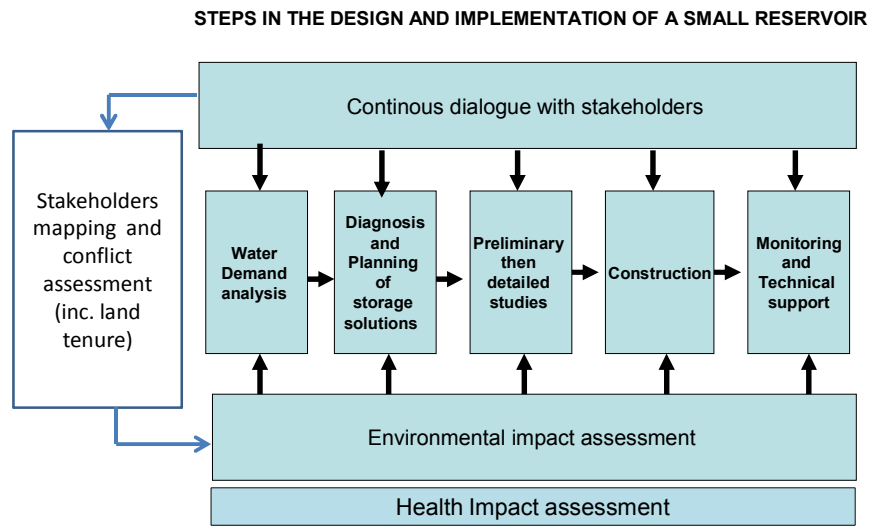 STEPS IN THE DESIGN AND IMPLEMENTATION OF A SMALL RESERVOIR
Continous dialogue with stakeholders
Stakeholders
mapping and
conflict
assessment
(inc. land
tenure)
Water
Demand
analysis
Diagnosis
and
Planning
of
storage
solutions
Preliminary
then
detailed
studies
Construction
Monitoring
and
Technical
support
Environmental impact assessment
Health Impact assessment